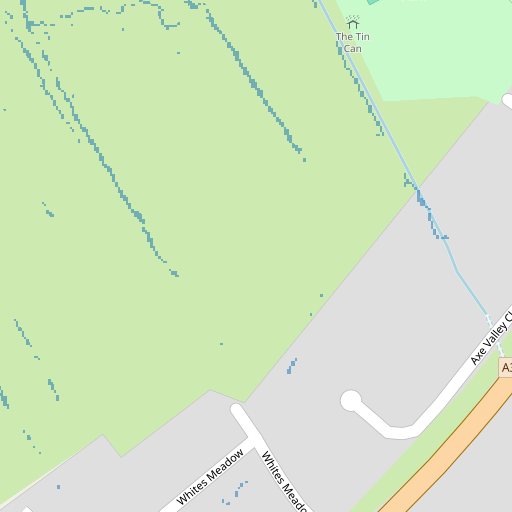 The Tin
Can
Axe Valley Cl
A3
Whites Meadow
Whites Meado